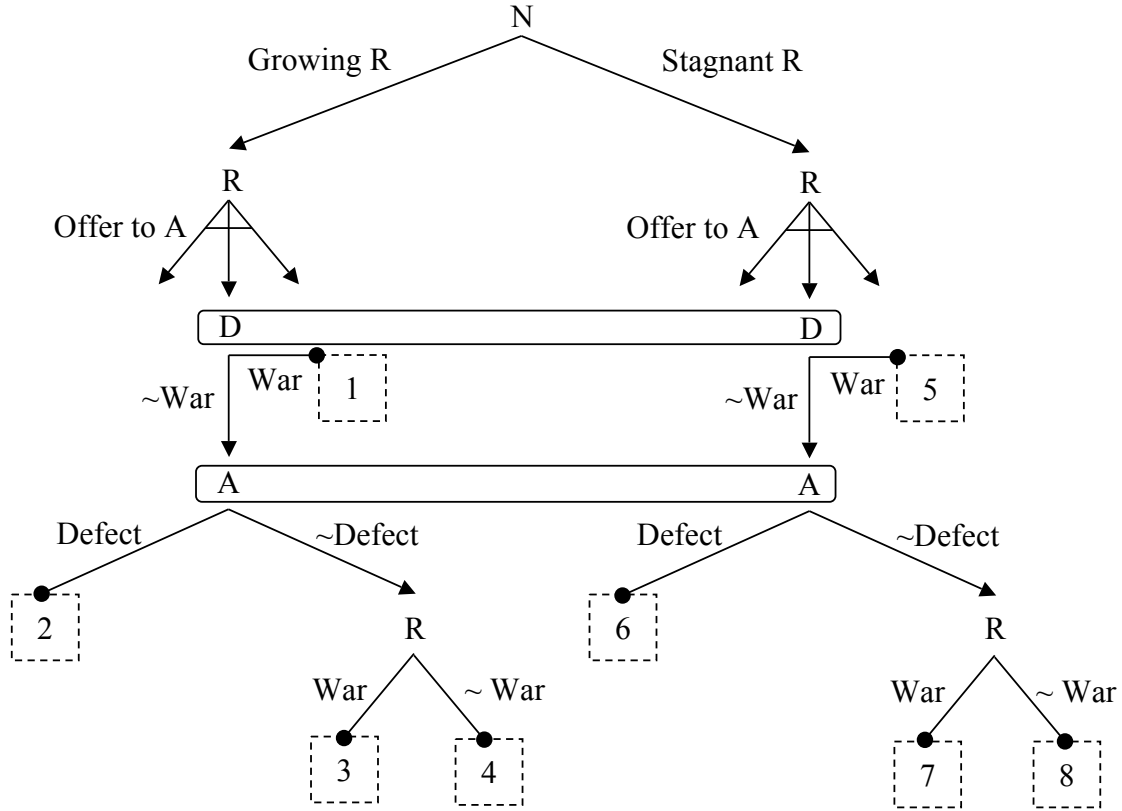 N
Growing R
Stagnant R
R
R
Offer to A
Offer to A
D
D
War
1
War
5
~War
~War
A
A
Defect
~Defect
Defect
~Defect
2
R
6
R
War
~ War
War
~ War
3
4
7
8